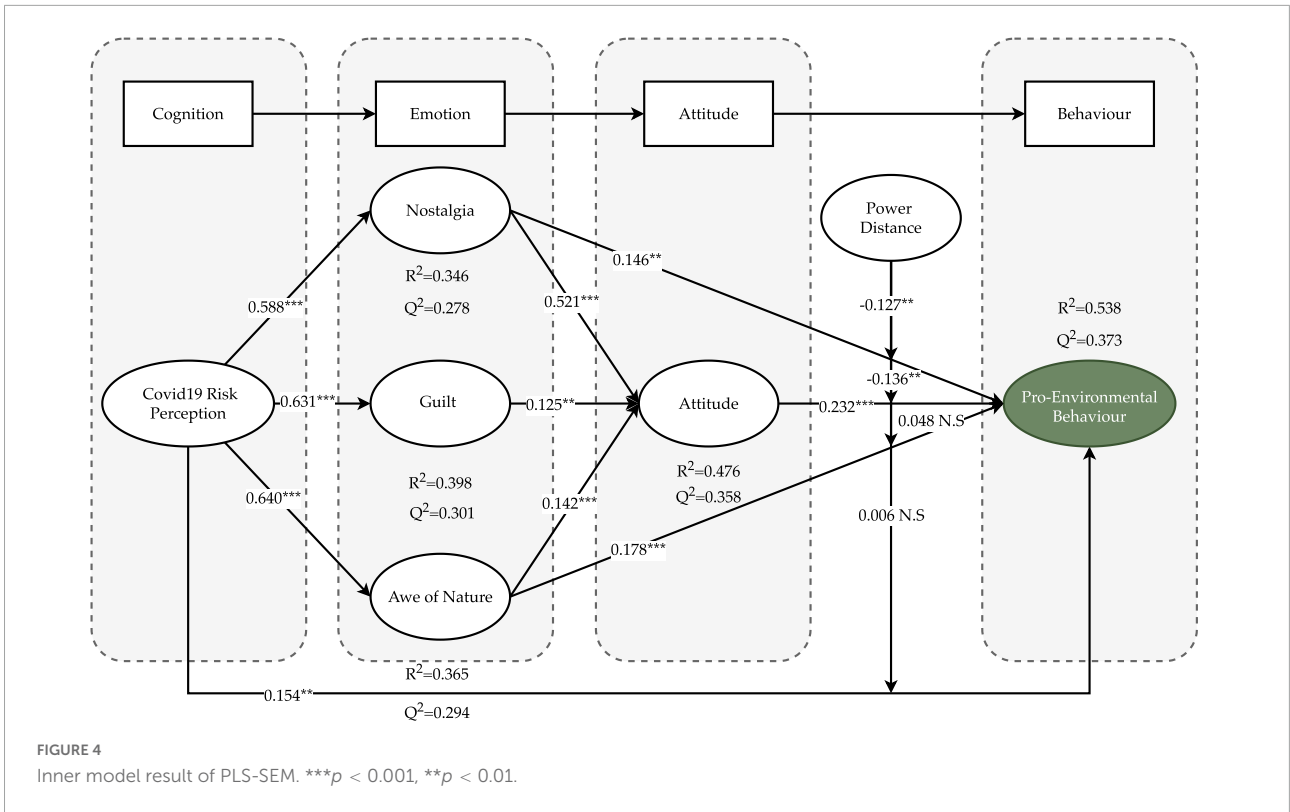 Cognition
Emotion
Attitude
Behaviour
Nostalgia
Power
Distance
R²=0.346
Q²=0.278
0.146**
0.588***
0.521***
-0.127**
R²=0.538
Q²=0.373
-0.136**
Covid19 Risk
Perception
0.631***
Guilt
0.125**
Attitude
0.232***
0.048 N.S
Pro-Environmental
Behaviour
R²=0.398
Q²=0.301
R²=0.476
Q²=0.358
0.640***
0.142***
0.006 N.S
0.178***
Awe of Nature
R²=0.365
0.154**
Q²=0.294
FIGURE 4
Inner model result of PLS-SEM. ***p < 0.001, **p < 0.01.